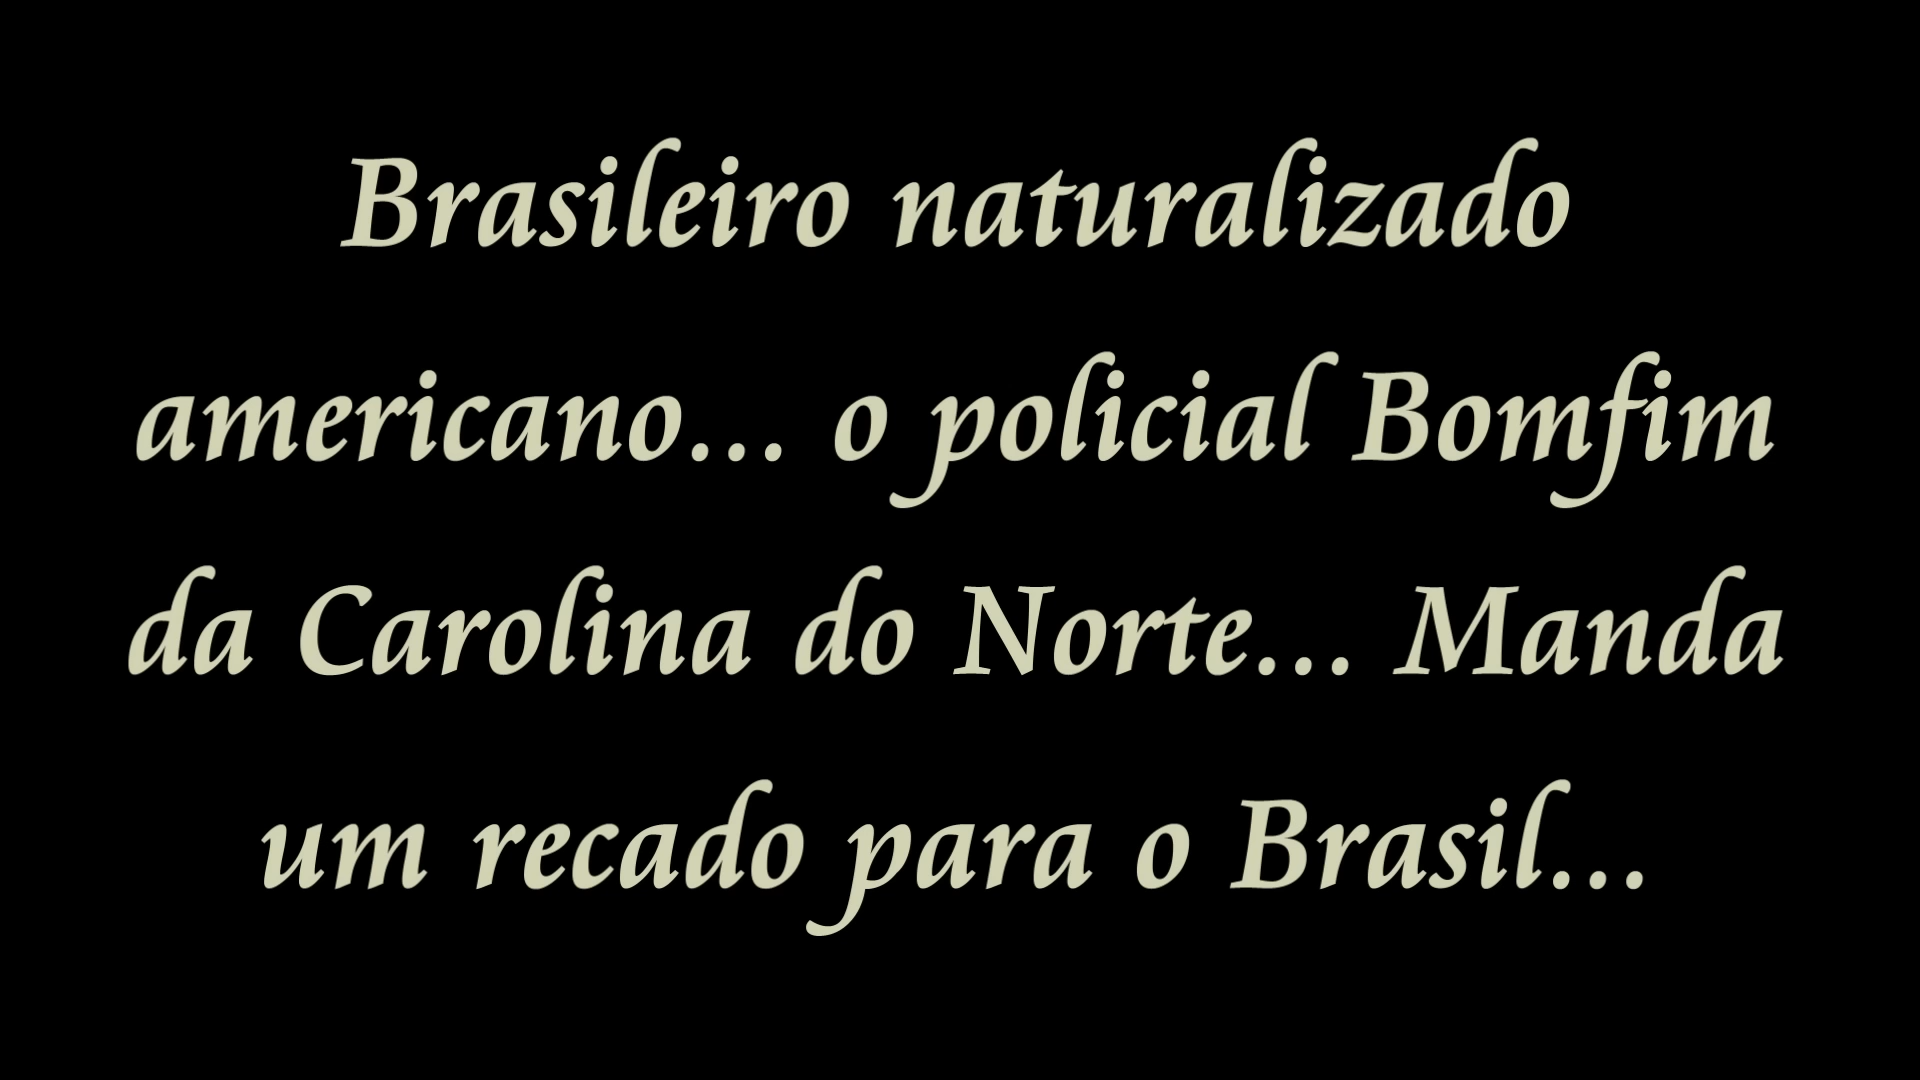 Brasileiro naturalizado
americano... o policial Bomfim
da Carolina do Norte... Manda
um recado para o Brasil...